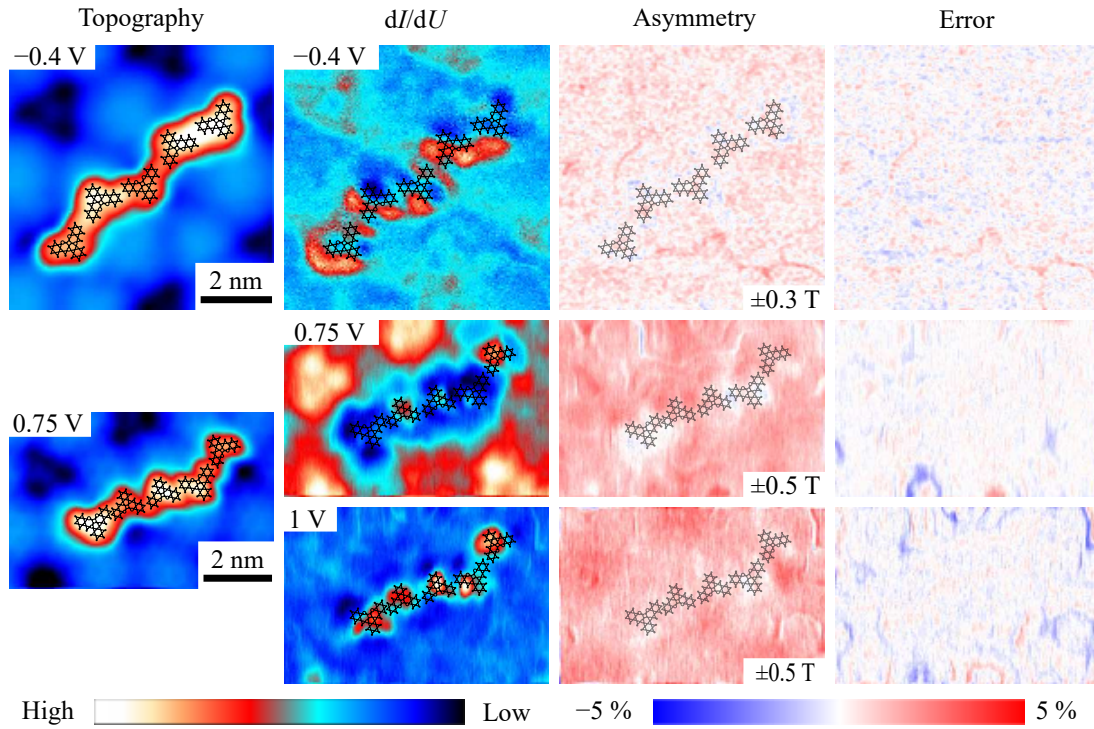 Topography dI/dU Asymmetry Error
−0.4 V −0.4 V
2 nm ±0.3 T
0.75 V
0.75 V
±0.5 T
1 V
2 nm
±0.5 T
High Low −5 % 5 %